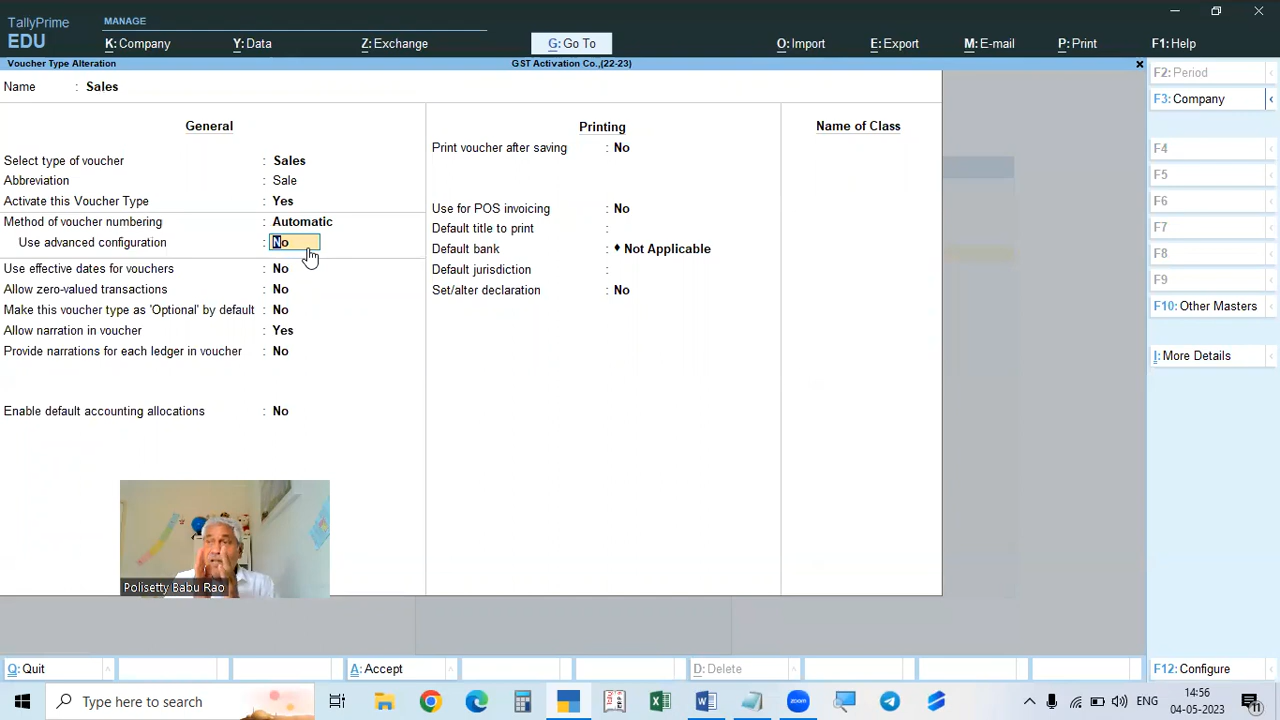 TallyPrime
EDU
MANAGE
K: Company
Y: Data
Z: Exchange
G: Go To
O: Import
E: Export
M: E-mail
P: Print
F1: Help
Voucher Type Alteration
GST Activation Co.,(22-23)
×
Name : Sales
General
Select type of voucher : Sales
Abbreviation : Sale
Activate this Voucher Type : Yes
Method of voucher numbering : Automatic
Use advanced configuration : No
Use effective dates for vouchers : No
Allow zero-valued transactions : No
Make this voucher type as 'Optional' by default : No
Allow narration in voucher : Yes
Provide narrations for each ledger in voucher : No
Enable default accounting allocations : No
Printing
Print voucher after saving : No
Use for POS invoicing : No
Default title to print :
Default bank : ♦ Not Applicable
Default jurisdiction :
Set/alter declaration : No
Name of Class
F2: Period
F3: Company
F4
F5
F6
F7
F8
F9
F10: Other Masters
I: More Details
F12: Configure
Polisetty Babu Rao
Q: Quit
A: Accept
D: Delete
Type here to search
zoom
ENG
14:56
04-05-2023
11